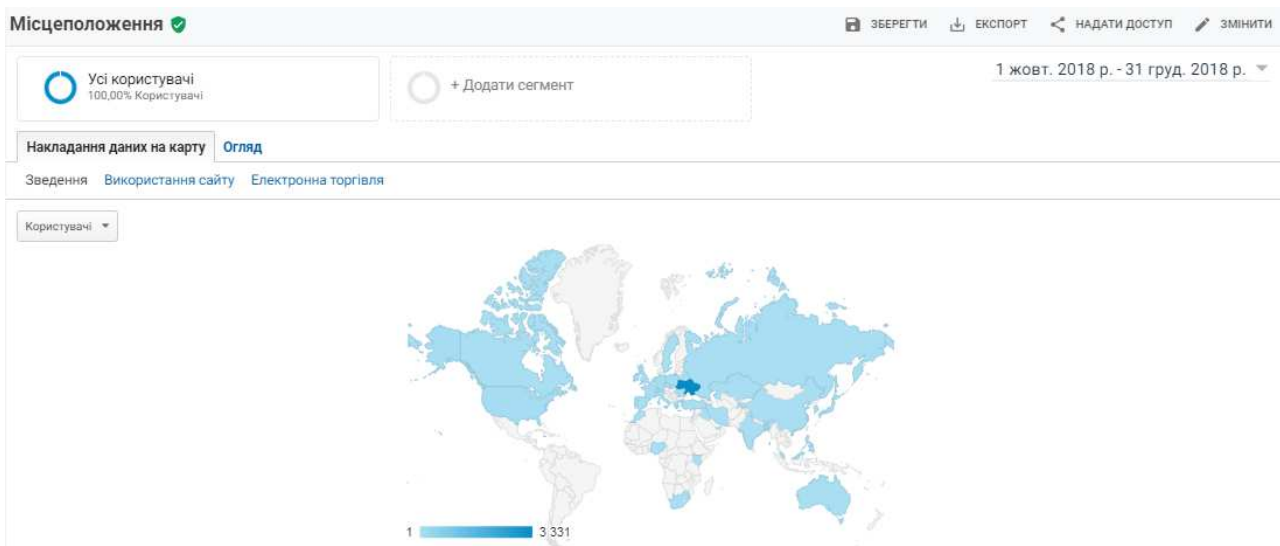 Місцеположення
ЗБЕРЕГТИ ЕКСПОРТ НАДАТИ ДОСТУП ЗМІНИТИ
Усі користувачі
100,00% Користувачі
+ Додати сегмент
1 жовт. 2018 р. - 31 груд. 2018 р.
Накладання даних на карту Огляд
Зведення Використання сайту Електронна торгівля
Користувачі
1 3 331